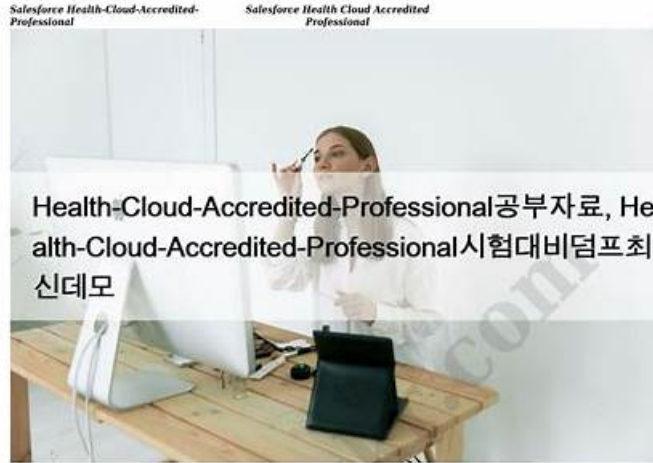 Salesforce Health-Cloud-Accredited-
Professional
Salesforce Health Cloud Accredited
Professional
Health-Cloud-Accredited-Professional공부자료, He
alth-Cloud-Accredited-Professional시험대비덤프최
신데모
.com